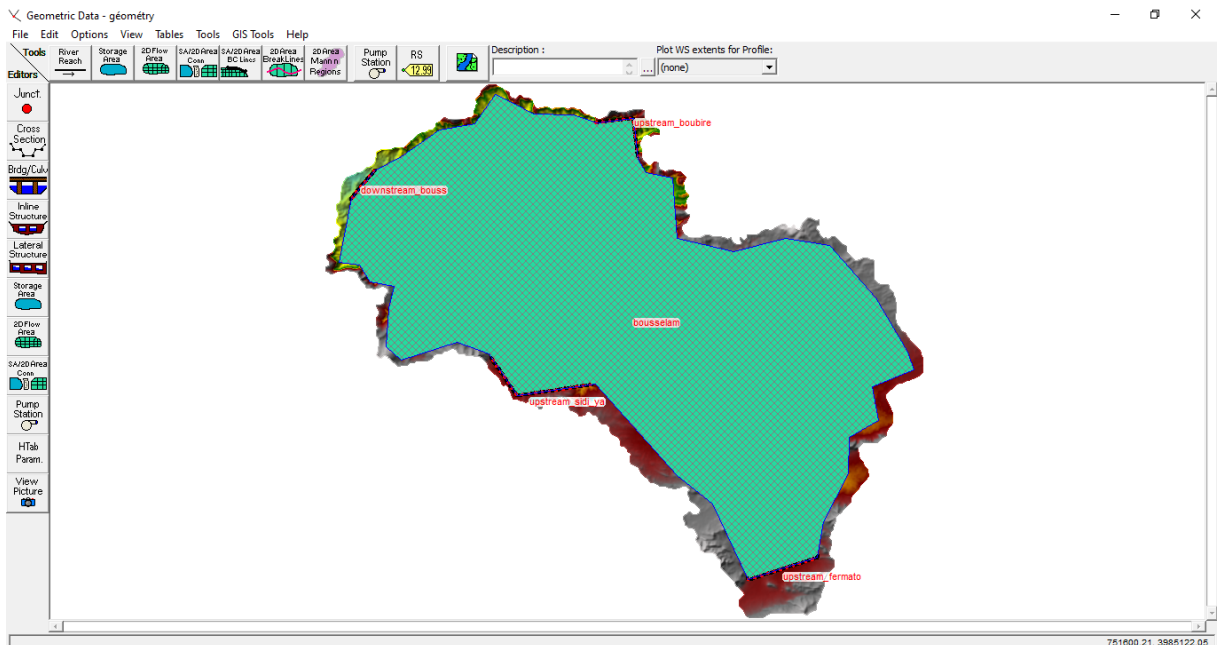 Geometric Data - géométry
File Edit Options View Tables Tools GIS Tools Help
Tools
Editors
River
Reach
Storage
Area
2D Flow
Area
SA/2D Area
Conn
SA/2D Area
BC Lines
2D Area
BreakLines
2D Area
Mann n
Regions
Pump
Station
RS
12.99
Description :
...
Plot WS extents for Profile:
(none)
Junct.
Cross
Section
Brdg/Culv
Inline
Structure
Lateral
Structure
Storage
Area
2D Flow
Area
SA/2D Area
Conn
Pump
Station
HTab
Param.
View
Picture
upstream_boubire
downstream_bouss
bousselam
upstream_sidi_ya
upstream_fermato
751600.21, 3985122.05